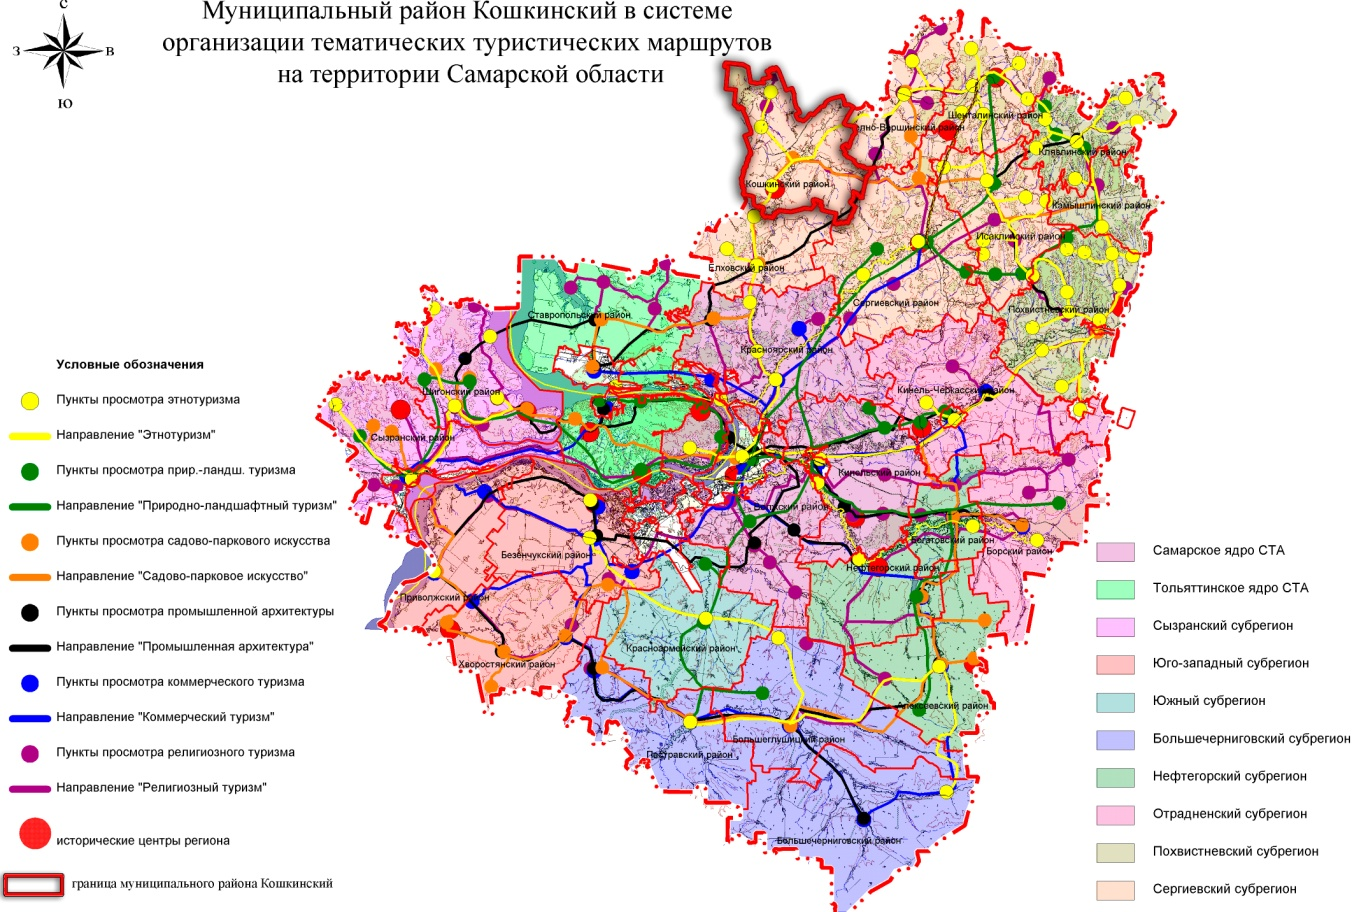 Муниципальный район Кошкинский в системе
организации тематических туристических маршрутов
на территории Самарской области
С
З
В
Ю
Условные обозначения
Пункты просмотра этнотуризма
Направление "Этнотуризм"
Пункты просмотра прир.-ландш. туризма
Направление "Природно-ландшафтный туризм"
Пункты просмотра садово-паркового искусства
Направление "Садово-парковое искусство"
Пункты просмотра промышленной архитектуры
Направление "Промышленная архитектура"
Пункты просмотра коммерческого туризма
Направление "Коммерческий туризм"
Пункты просмотра религиозного туризма
Направление "Религиозный туризм"
исторические центры региона
граница муниципального района Кошкинский
Шенталинский район
лно-Вершинский район
Клявлинский район
Кошкинский район
Камышлинский район
Исаклинский район
Елховский район
Сергиевский район
Похвистневский район
Ставропольский район
Красноярский район
Шигонский район
Кинель-Черкасский район
Сызранский район
Кинельский район
Волжский район
Богатовский район
Борский район
Безенчукский район
Нефтегорский район
Приволжский район
Красноармейский район
Хворостянский район
Алексеевский район
Большеглушицкий район
Пестравский район
Большечерниговский район
Самарское ядро СТА
Тольяттинское ядро СТА
Сызранский субрегион
Юго-западный субрегион
Южный субрегион
Большечерниговский субрегион
Нефтегорский субрегион
Отрадненский субрегион
Похвистневский субрегион
Сергиевский субрегион